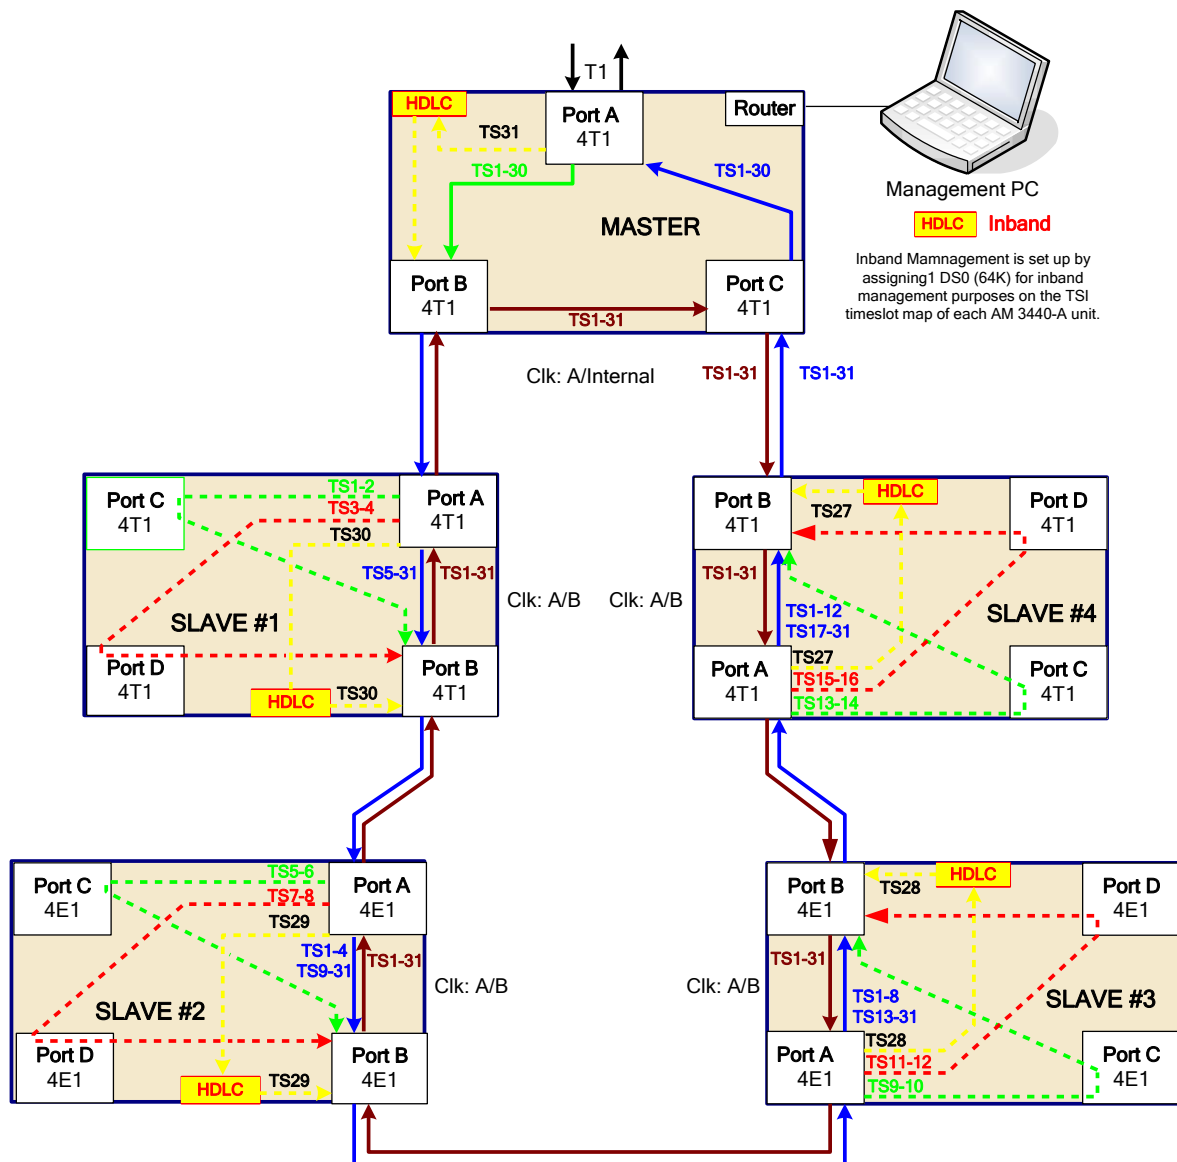 T1
HDLC
Port A
4T1
Router
TS31
TS1-30
TS1-30
MASTER
Port B
4T1
Port C
4T1
TS1-31
Management PC
HDLC Inband
Inband Mamnagement is set up by
assigning1 DS0 (64K) for inband
management purposes on the TSI
timeslot map of each AM 3440-A unit.
Clk: A/Internal
TS1-31
TS1-31
Port C
4T1
TS1-2
TS3-4
TS30
Port A
4T1
TS5-31
TS1-31
SLAVE #1
Clk: A/B
Port D
4T1
HDLC
TS30
Port B
4T1
Port B
4T1
HDLC
TS27
Port D
4T1
TS1-31
Clk: A/B
TS1-12
TS17-31
SLAVE #4
Port A
4T1
TS27
TS15-16
TS13-14
Port C
4T1
Port C
4E1
TS5-6
TS7-8
TS29
Port A
4E1
TS1-4
TS9-31
TS1-31
SLAVE #2
Clk: A/B
Port D
4E1
HDLC
TS29
Port B
4E1
Port B
4E1
HDLC
TS28
Port D
4E1
TS1-31
Clk: A/B
TS1-8
TS13-31
SLAVE #3
Port A
4E1
TS28
TS11-12
TS9-10
Port C
4E1